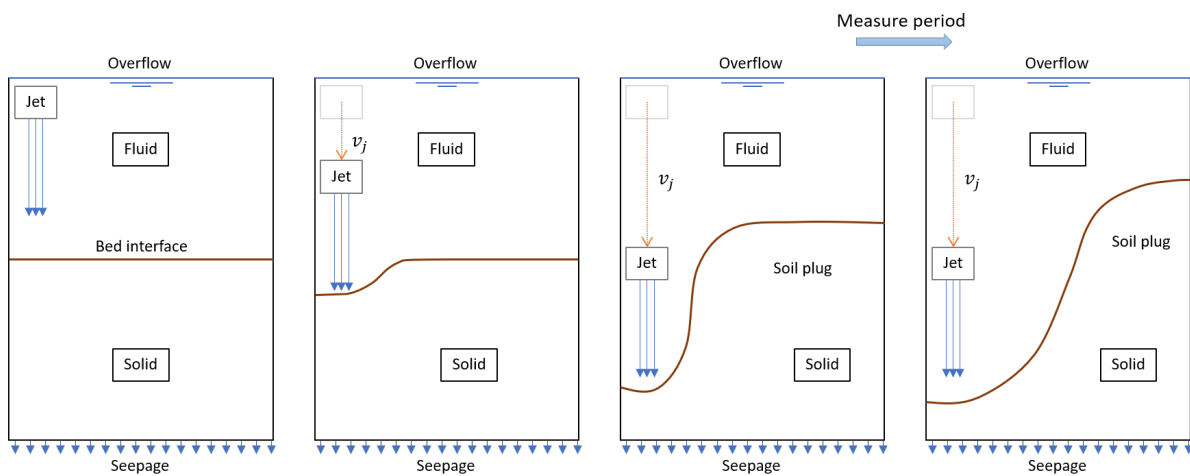 Measure period
Overflow
Overflow
Overflow
Overflow
Jet
Fluid
Bed interface
Solid
Seepage
v_j
Jet
Fluid
Solid
Seepage
Fluid
v_j
Jet
Soil plug
Solid
Seepage
Fluid
v_j
Jet
Soil plug
Solid
Seepage